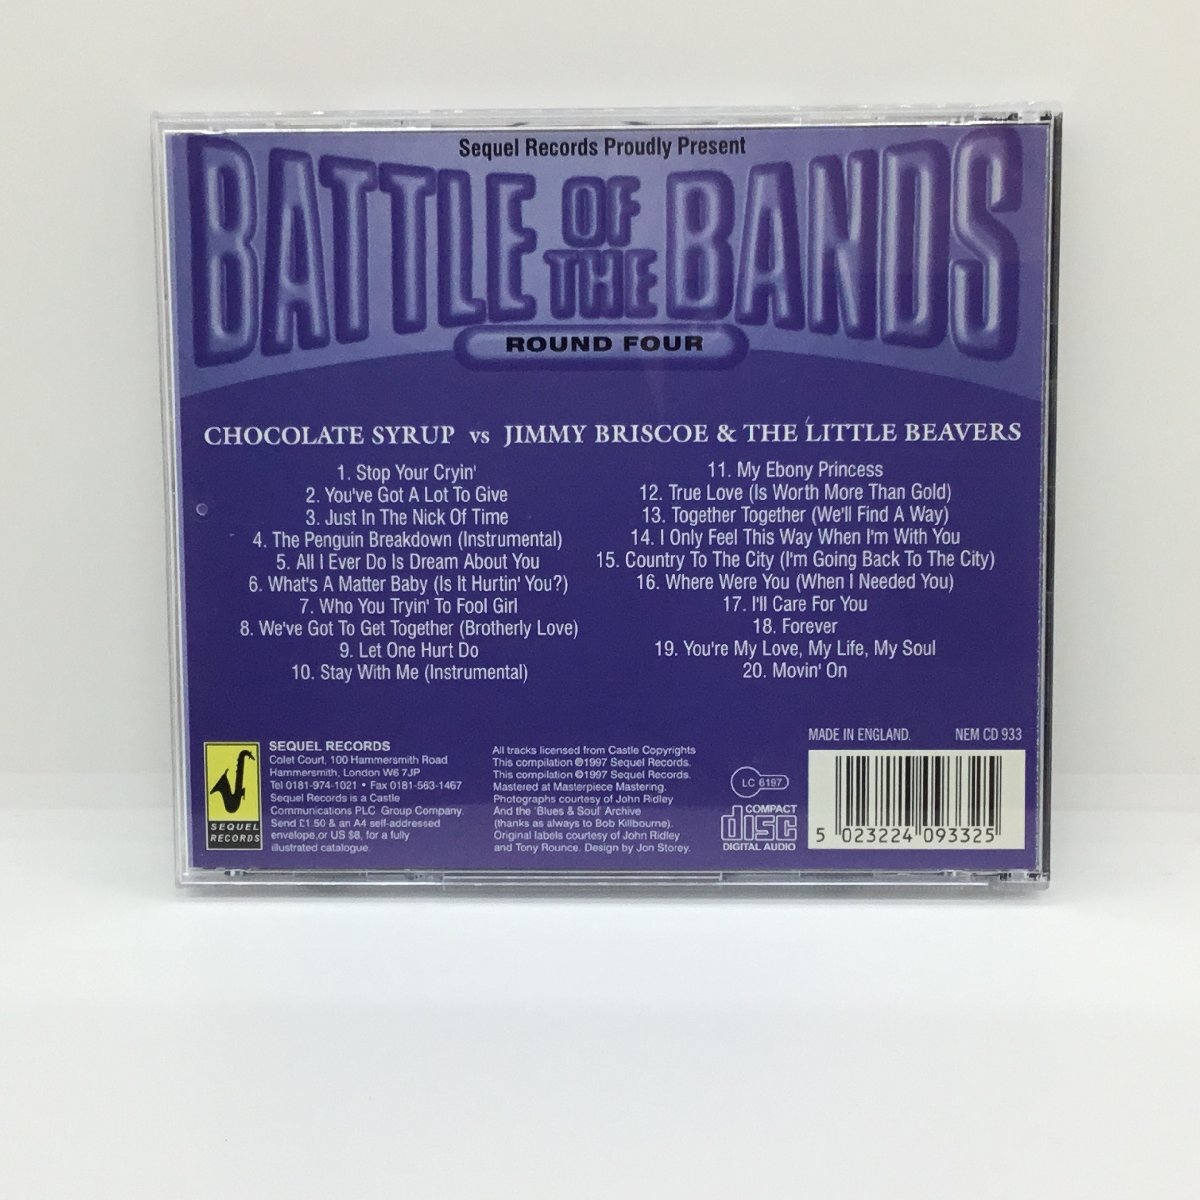 Sequel Records Proudly Present
BATTLE OF THE BANDS
ROUND FOUR
CHOCOLATE SYRUP vs JIMMY BRISCOE & THE LITTLE BEAVERS
1. Stop Your Cryin'
2. You've Got A Lot To Give
3. Just In The Nick Of Time
4. The Penguin Breakdown (Instrumental)
5. All I Ever Do Is Dream About You
6. What's A Matter Baby (Is It Hurtin' You?)
7. Who You Tryin' To Fool Girl
8. We've Got To Get Together (Brotherly Love)
9. Let One Hurt Do
10. Stay With Me (Instrumental)
11. My Ebony Princess
12. True Love (Is Worth More Than Gold)
13. Together Together (We'll Find A Way)
14. I Only Feel This Way When I'm With You
15. Country To The City (I'm Going Back To The City)
16. Where Were You (When I Needed You)
17. I'll Care For You
18. Forever
19. You're My Love, My Life, My Soul
20. Movin' On
SEQUEL RECORDS
SEQUEL RECORDS
Colet Court, 100 Hammersmith Road
Hammersmith, London W6 7JP
Tel 0181-974-1021 • Fax 0181-563-1467
Sequel Records is a Castle
Communications PLC Group Company.
Send £1.50 & an A4 self-addressed
envelope,or US $8, for a fully
illustrated catalogue.
All tracks licensed from Castle Copyrights
This compilation ℗1997 Sequel Records.
This compilation ©1997 Sequel Records.
Mastered at Masterpiece Mastering.
Photographs courtesy of John Ridley
And the 'Blues & Soul' Archive
(thanks as always to Bob Killbourne).
Original labels courtesy of John Ridley
and Tony Rounce. Design by Jon Storey.
LC 6197
COMPACT
disc
DIGITAL AUDIO
MADE IN ENGLAND. NEM CD 933
5 023224 093325